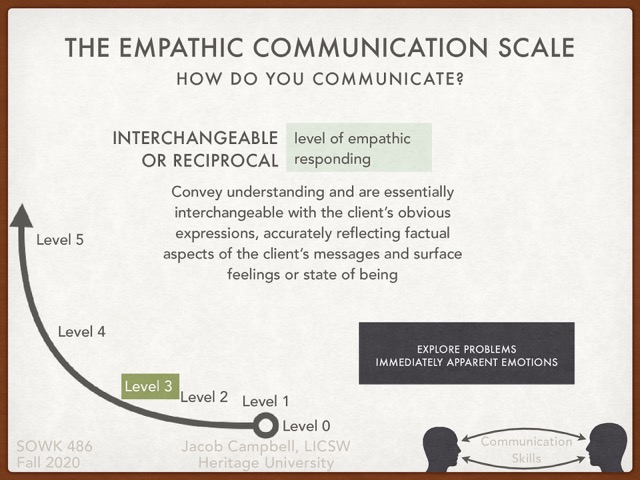 THE EMPATHIC COMMUNICATION SCALE
HOW DO YOU COMMUNICATE?
INTERCHANGEABLE
OR RECIPROCAL
level of empathic
responding
Convey understanding and are essentially
interchangeable with the client's obvious
expressions, accurately reflecting factual
aspects of the client's messages and surface
feelings or state of being
Level 5
Level 4
Level 3
Level 2
Level 1
Level 0
EXPLORE PROBLEMS
IMMEDIATELY APPARENT EMOTIONS
SOWK 486
Fall 2020
Jacob Campbell, LICSW
Heritage University
Communication
Skills